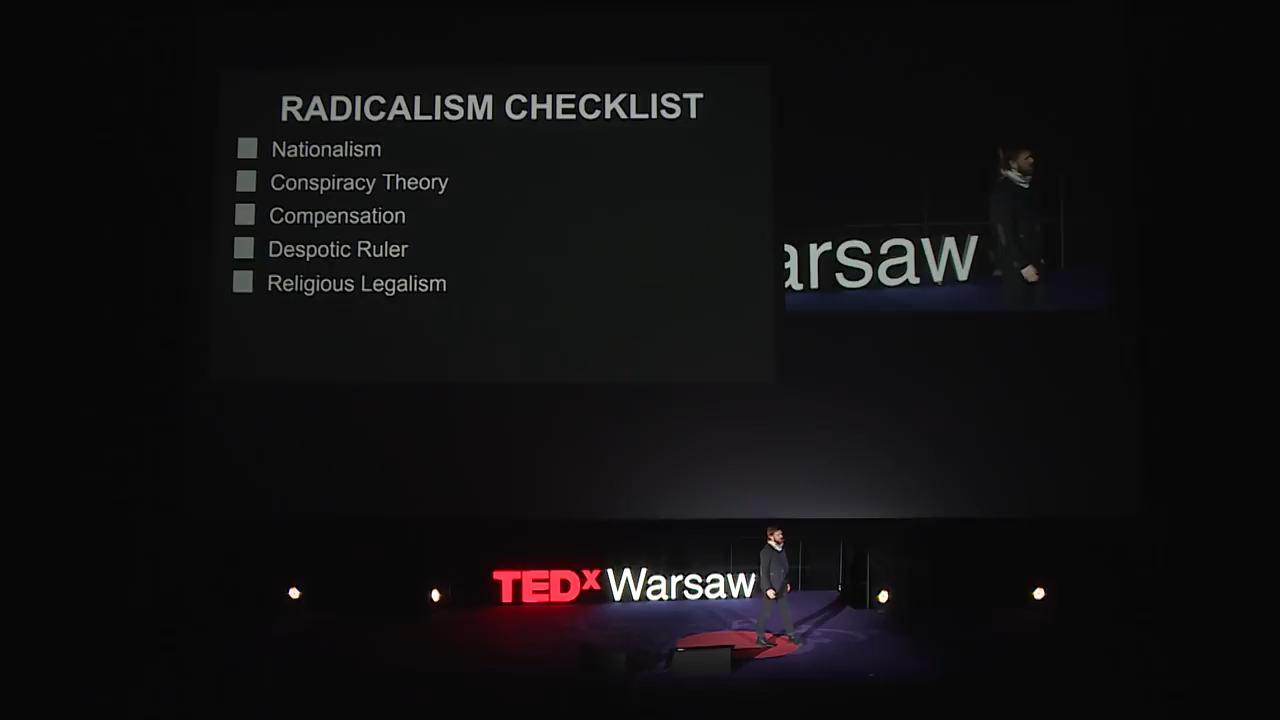 RADICALISM CHECKLIST
Nationalism
Conspiracy Theory
Compensation
Despotic Ruler
Religious Legalism
arsaw
TEDx Warsaw